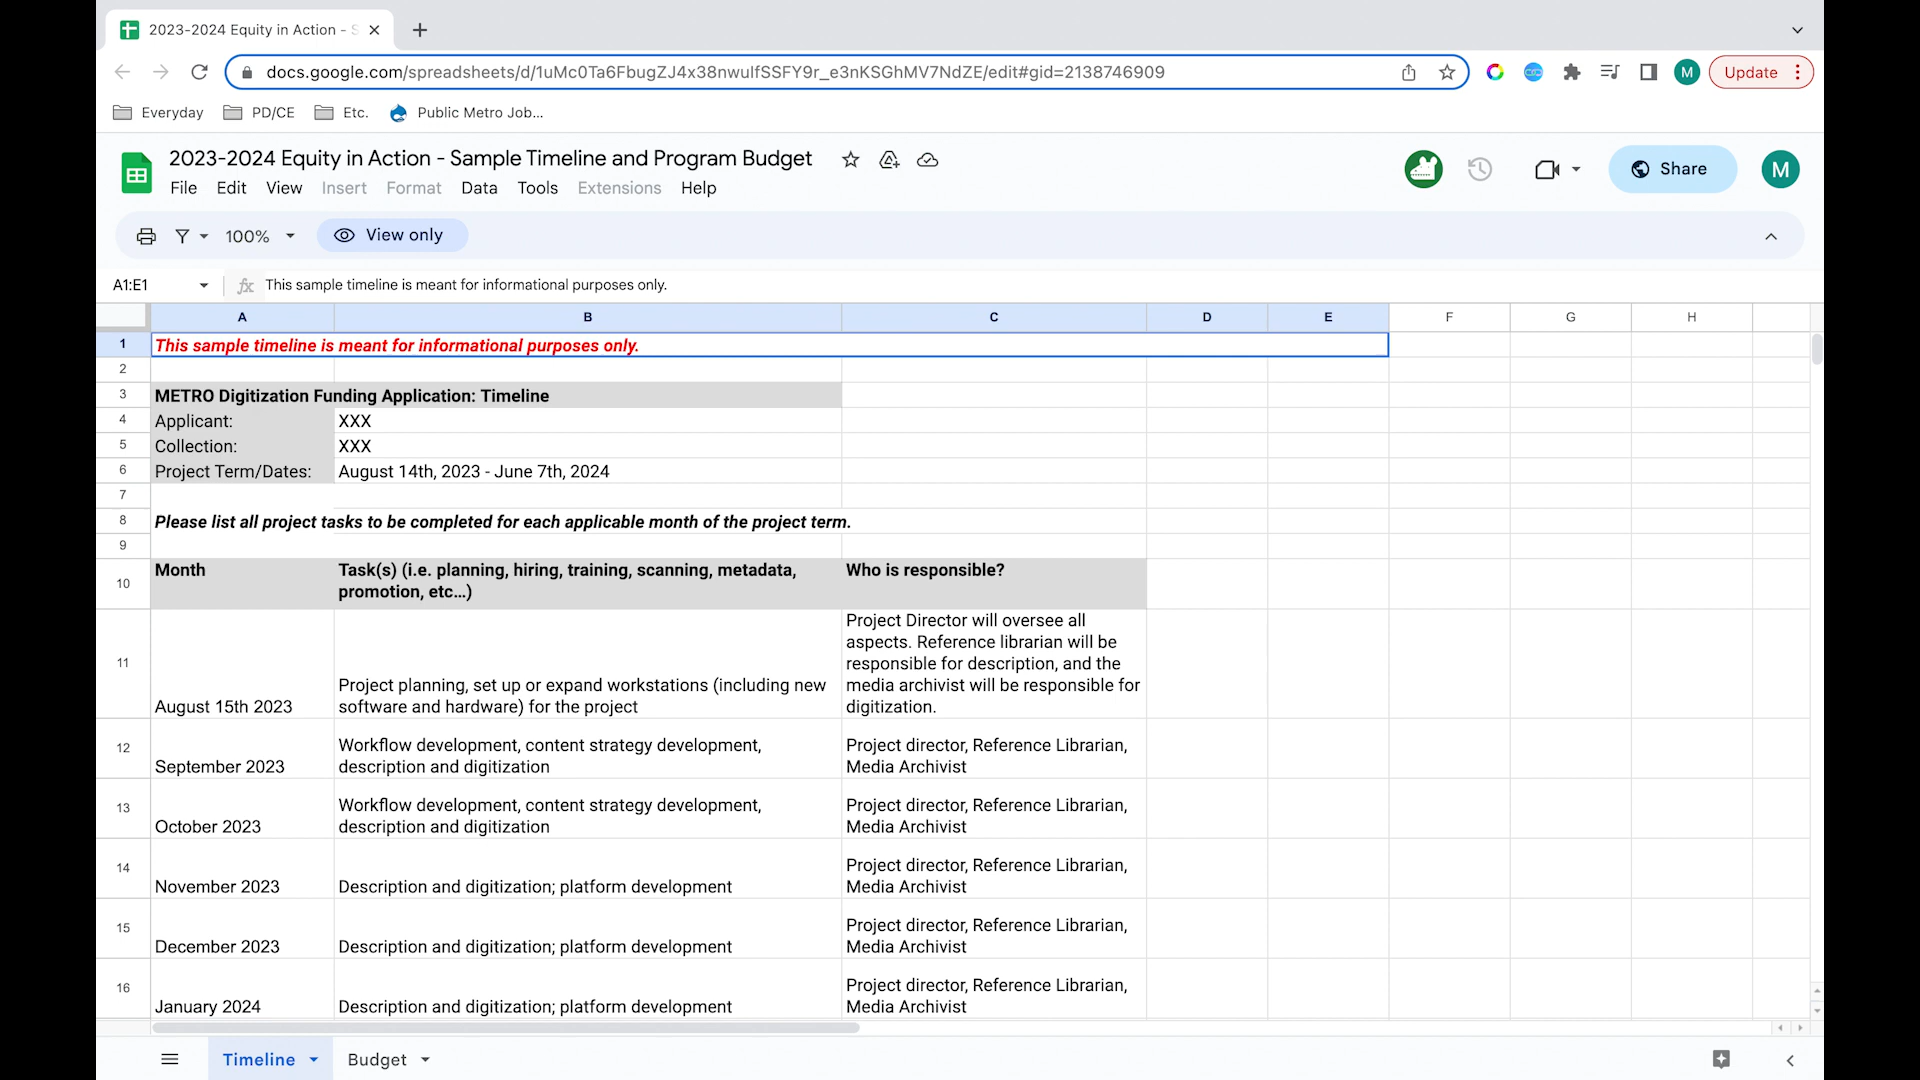 2023-2024 Equity in Action - S
docs.google.com/spreadsheets/d/1uMc0Ta6FbugZJ4x38nwulfSSFY9r_e3nKSGhMV7NdZE/edit#gid=2138746909
M
Update
Everyday
PD/CE
Etc.
Public Metro Job...
2023-2024 Equity in Action - Sample Timeline and Program Budget
File Edit View Insert Format Data Tools Extensions Help
Share
M
100%
View only
A1:E1
fx This sample timeline is meant for informational purposes only.
A B C D E F G H
1 This sample timeline is meant for informational purposes only.
2
3 METRO Digitization Funding Application: Timeline
4 Applicant: XXX
5 Collection: XXX
6 Project Term/Dates: August 14th, 2023 - June 7th, 2024
7
8 Please list all project tasks to be completed for each applicable month of the project term.
9
10 Month
Task(s) (i.e. planning, hiring, training, scanning, metadata,
promotion, etc...)
Who is responsible?
11 August 15th 2023
Project planning, set up or expand workstations (including new
software and hardware) for the project
Project Director will oversee all
aspects. Reference librarian will be
responsible for description, and the
media archivist will be responsible for
digitization.
12 September 2023
Workflow development, content strategy development,
description and digitization
Project director, Reference Librarian,
Media Archivist
13 October 2023
Workflow development, content strategy development,
description and digitization
Project director, Reference Librarian,
Media Archivist
14 November 2023
Description and digitization; platform development
Project director, Reference Librarian,
Media Archivist
15 December 2023
Description and digitization; platform development
Project director, Reference Librarian,
Media Archivist
16 January 2024
Description and digitization; platform development
Project director, Reference Librarian,
Media Archivist
Timeline
Budget